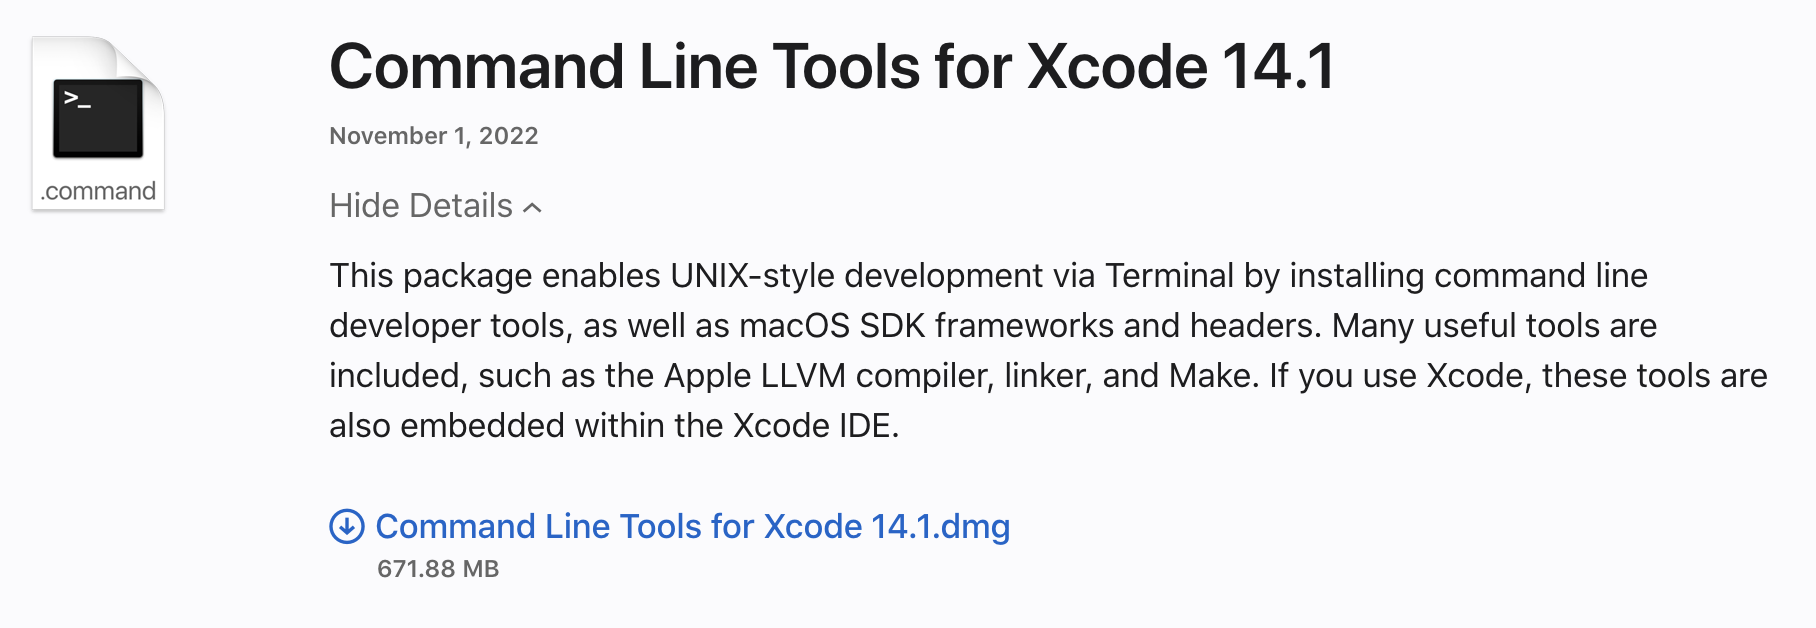 >_
.command
Command Line Tools for Xcode 14.1
November 1, 2022
Hide Details
This package enables UNIX-style development via Terminal by installing command line
developer tools, as well as macOS SDK frameworks and headers. Many useful tools are
included, such as the Apple LLVM compiler, linker, and Make. If you use Xcode, these tools are
also embedded within the Xcode IDE.
Command Line Tools for Xcode 14.1.dmg
671.88 MB